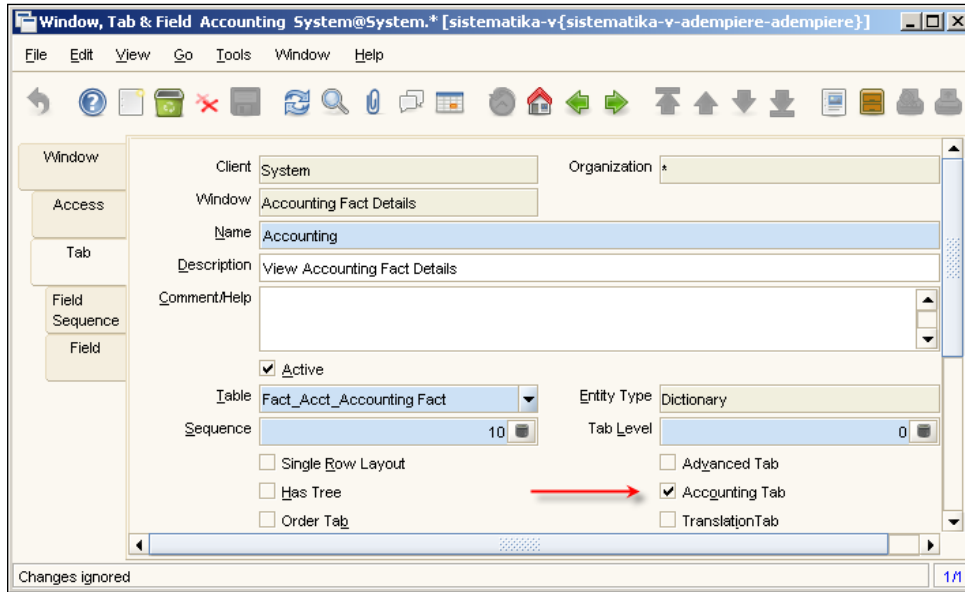 Window, Tab & Field Accounting System@System.* [sistematika-v{sistematika-v-adempiere-adempiere}]
File Edit View Go Tools Window Help
Window
Access
Tab
Field
Sequence
Field
Client System Organization *
Window Accounting Fact Details
Name Accounting
Description View Accounting Fact Details
Comment/Help
Active
Table Fact_Acct_Accounting Fact Entity Type Dictionary
Sequence 10 Tab Level 0
Single Row Layout Advanced Tab
Has Tree Accounting Tab
Order Tab TranslationTab
Changes ignored 1/1